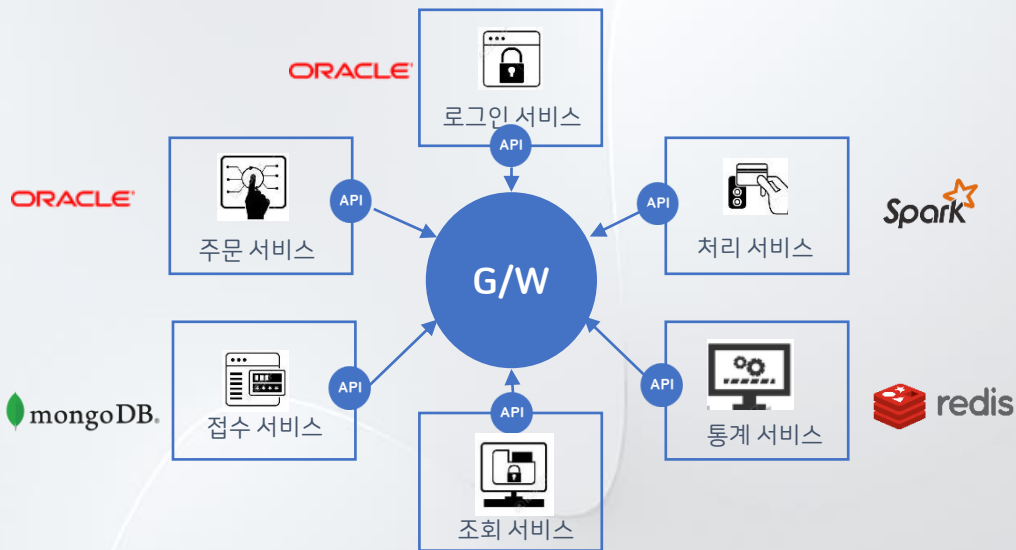 ORACLE
로그인 서비스
API
ORACLE
주문 서비스
API
API
처리 서비스
Spark
G/W
mongoDB.
접수 서비스
API
API
조회 서비스
API
통계 서비스
redis